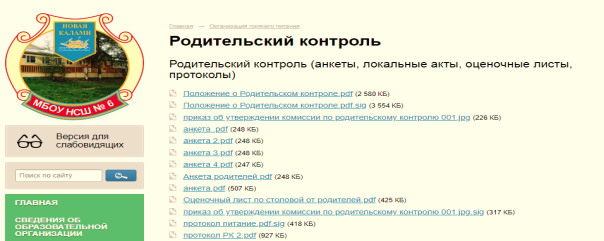 НОВАЯ
КАЛАМИ
МБОУ НСШ № 6
Версия для
слабовидящих
Поиск по сайту
ГЛАВНАЯ
СВЕДЕНИЯ ОБ
ОБРАЗОВАТЕЛЬНОЙ
ОРГАНИЗАЦИИ
Главная — Организация горячего питания
Родительский контроль
Родительский контроль (анкеты, локальные акты, оценочные листы,
протоколы)
Положение о Родительском контроле.pdf (2 580 КБ)
Положение о Родительском контроле.pdf.sig (3 554 КБ)
приказ об утверждении комиссии по родительскому контролю 001.jpg (226 КБ)
анкета .pdf (248 КБ)
анкета 2.pdf (248 КБ)
анкета 3.pdf (248 КБ)
анкета 4.pdf (247 КБ)
Анкета родителей.pdf (248 КБ)
анкета.pdf (507 КБ)
Оценочный лист по столовой от родителей.pdf (425 КБ)
приказ об утверждении комиссии по родительскому контролю 001.jpg.sig (317 КБ)
протокол питание.pdf.sig (418 КБ)
протокол РК 2.pdf (927 КБ)